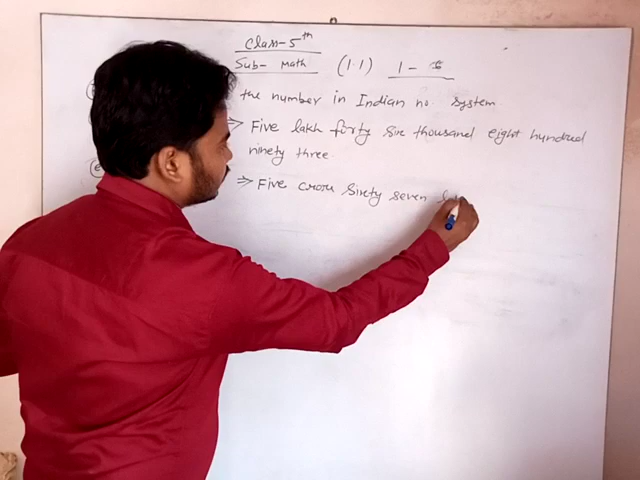 Class-5th
Sub- Math (1.1) 1 -
the number in Indian no. system
⇒ Five lakh forty six thousand eight hundred
ninety three.
⇒ Five crore Sixty seven